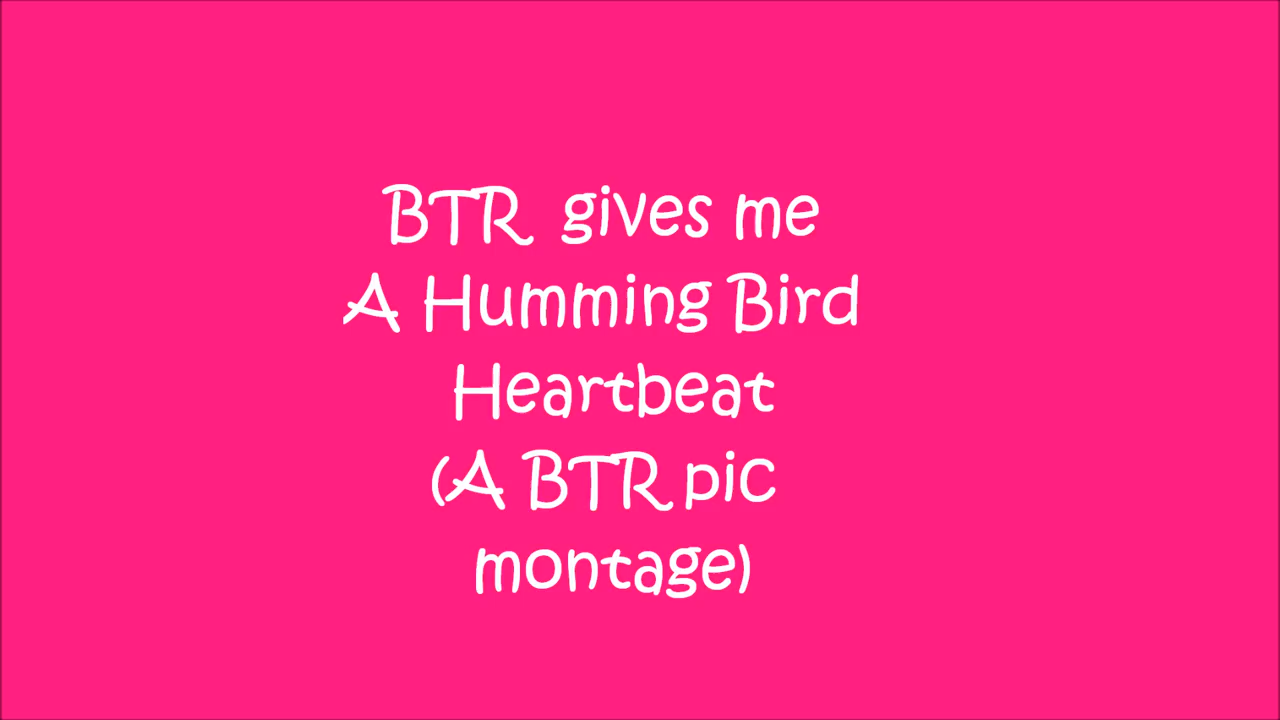 BTR gives me
A Humming Bird
Heartbeat
(A BTR pic
montage)